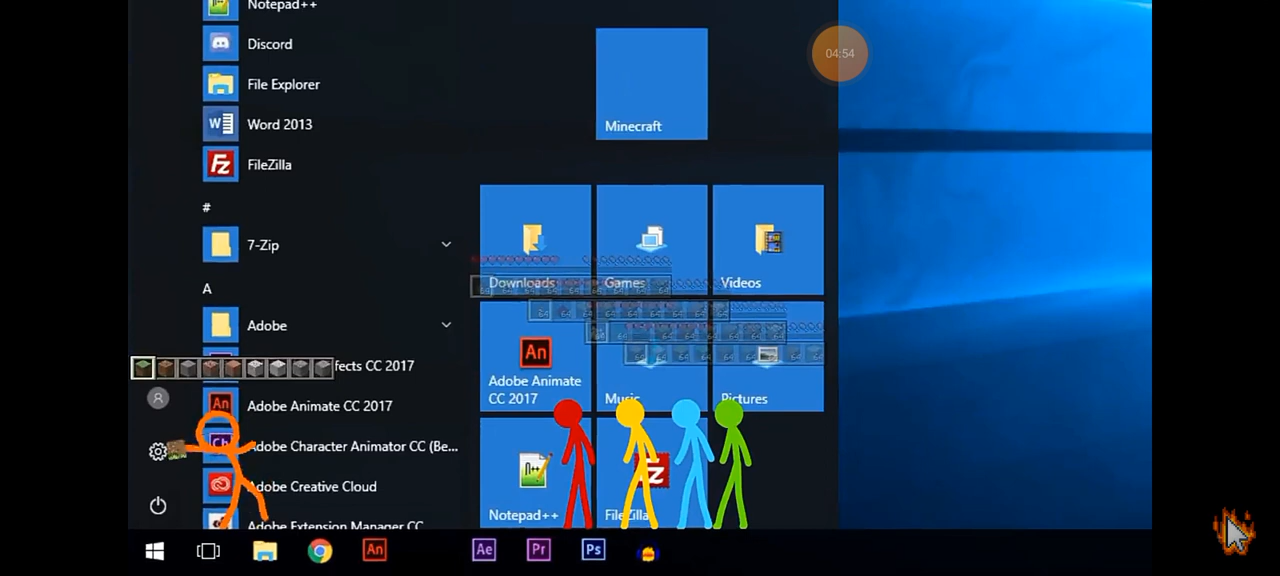 Notepad++
Discord
File Explorer
Word 2013
FileZilla
#
7-Zip
A
Adobe
fects CC 2017
Adobe Animate CC 2017
Adobe Character Animator CC (Be...
Adobe Creative Cloud
Adobe Extension Manager CC
04:54
Minecraft
Downloads
Games
Videos
An
Adobe Animate
CC 2017
Music
Pictures
Notepad++
FileZilla
An
Ae
Pr
Ps